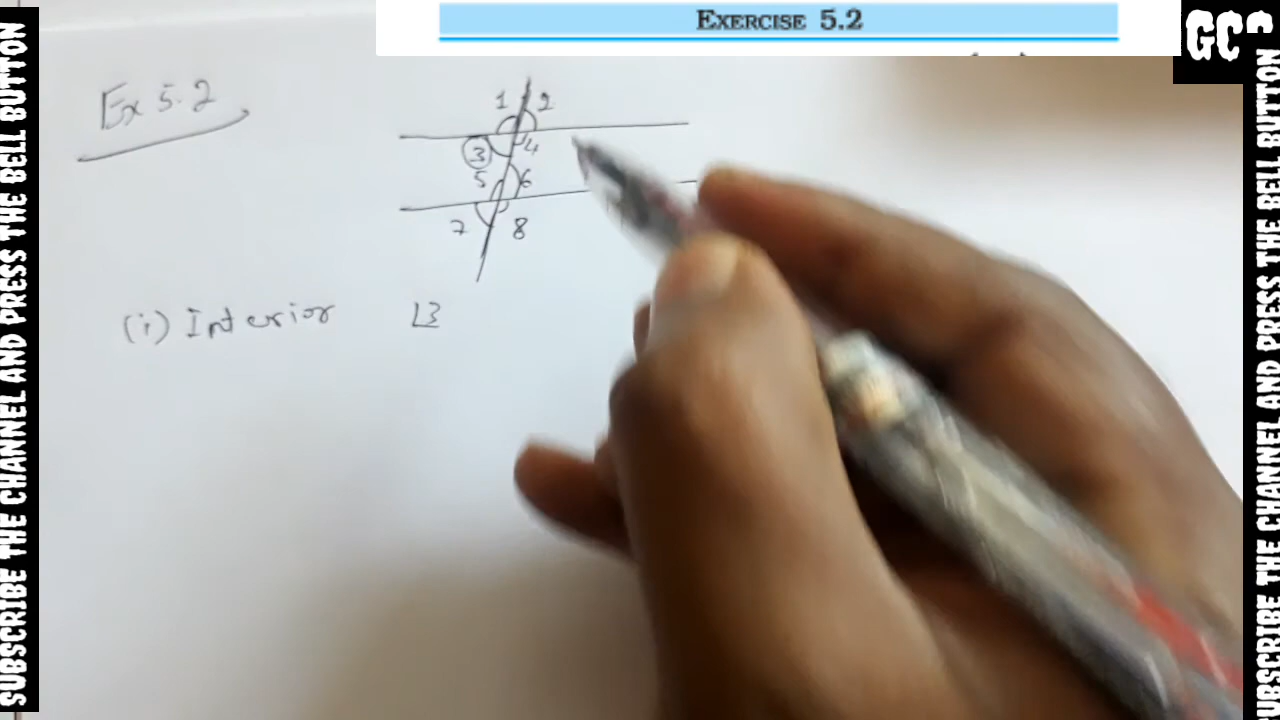 EXERCISE 5.2
GC
SUBSCRIBE THE CHANNEL AND PRESS THE BELL BUTTON
SUBSCRIBE THE CHANNEL AND PRESS THE BELL BUTTON
Ex 5.2
1 2
3 4
5 6
7 8
(i) Interior ∠3